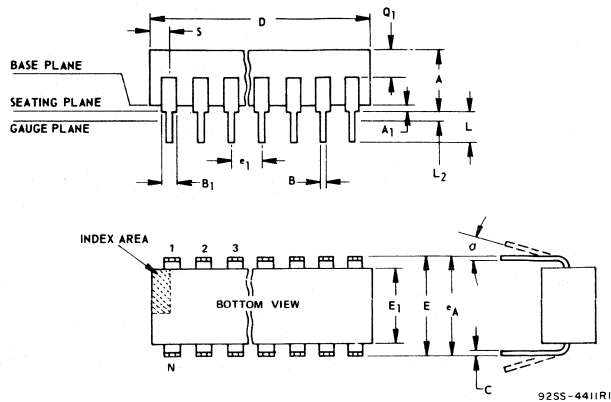 D
S
Q1
BASE PLANE
A
SEATING PLANE
GAUGE PLANE
A1
L
L2
e1
B1
B
INDEX AREA
1 2 3
α
BOTTOM VIEW
E1 E eA
N
C
92SS-4411R1